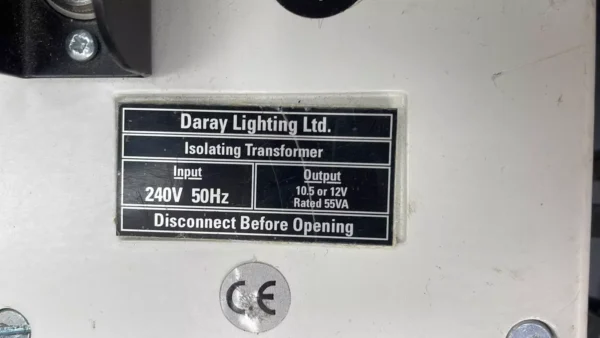 Daray Lighting Ltd.
Isolating Transformer
Input
240V 50Hz
Output
10.5 or 12V
Rated 55VA
Disconnect Before Opening
CE